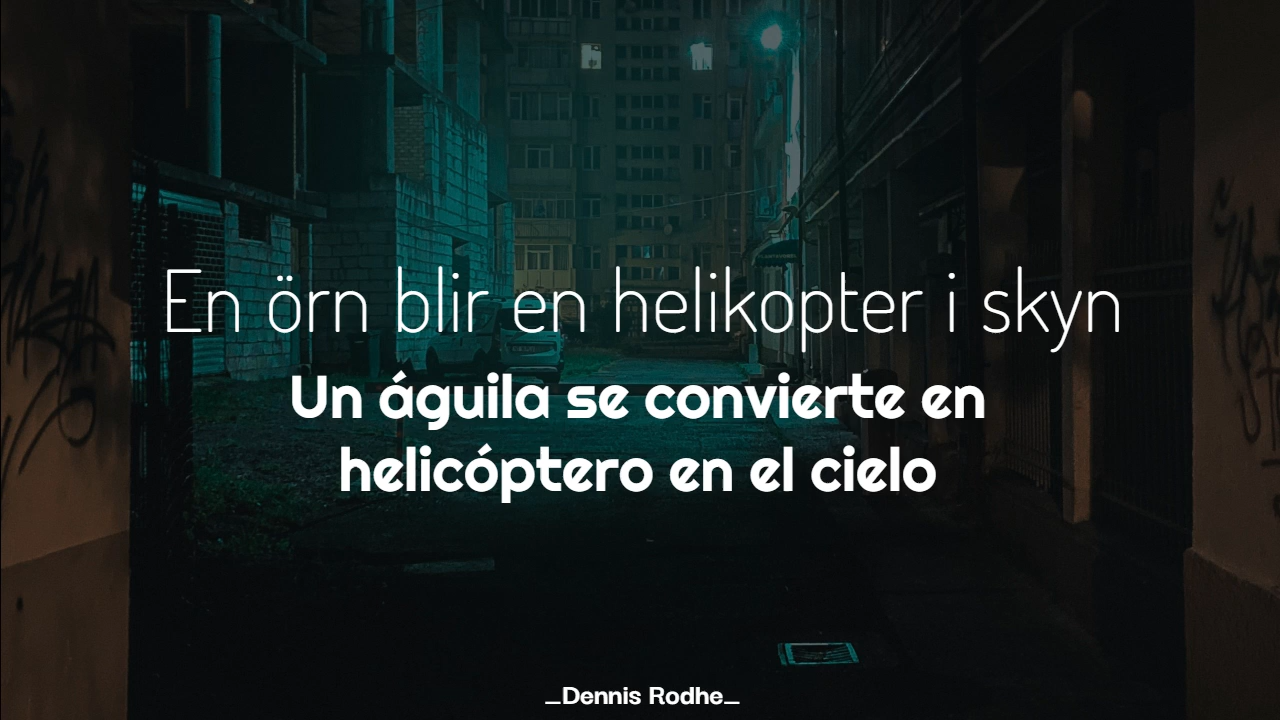 En örn blir en helikopter i skyn
Un águila se convierte en
helicóptero en el cielo
_Dennis Rodhe_